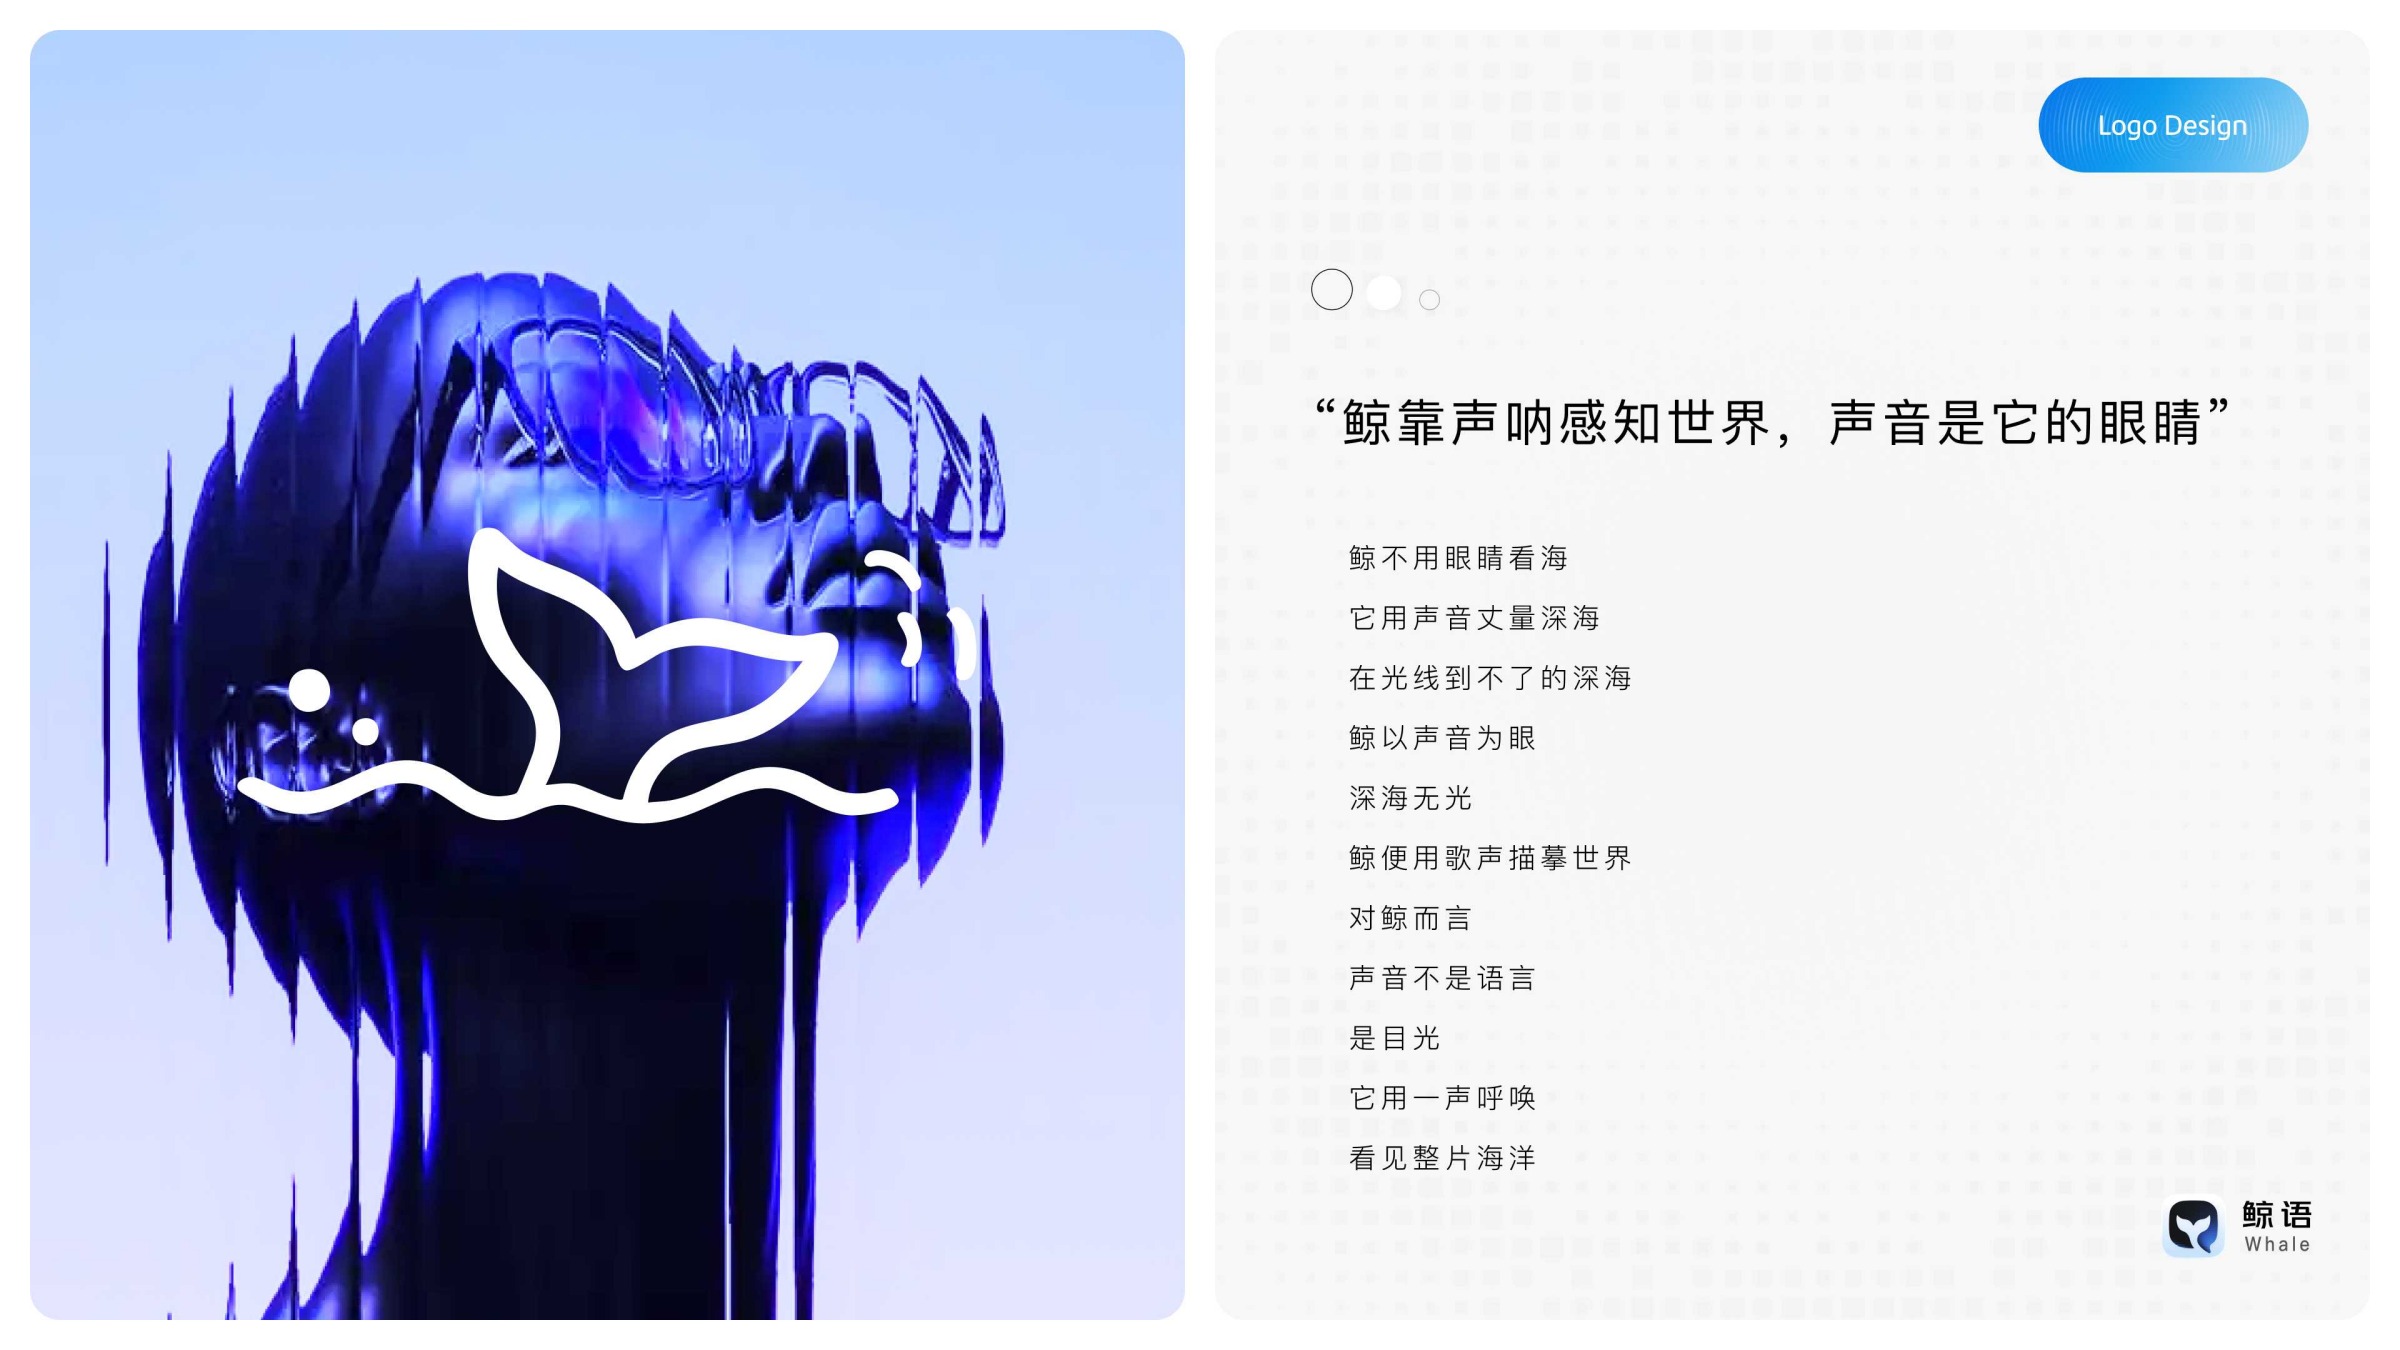 Logo Design
“鲸靠声呐感知世界，声音是它的眼睛”
鲸不用眼睛看海
它用声音丈量深海
在光线到不了的深海
鲸以声音为眼
深海无光
鲸便用歌声描摹世界
对鲸而言
声音不是语言
是目光
它用一声呼唤
看见整片海洋
鲸语
Whale